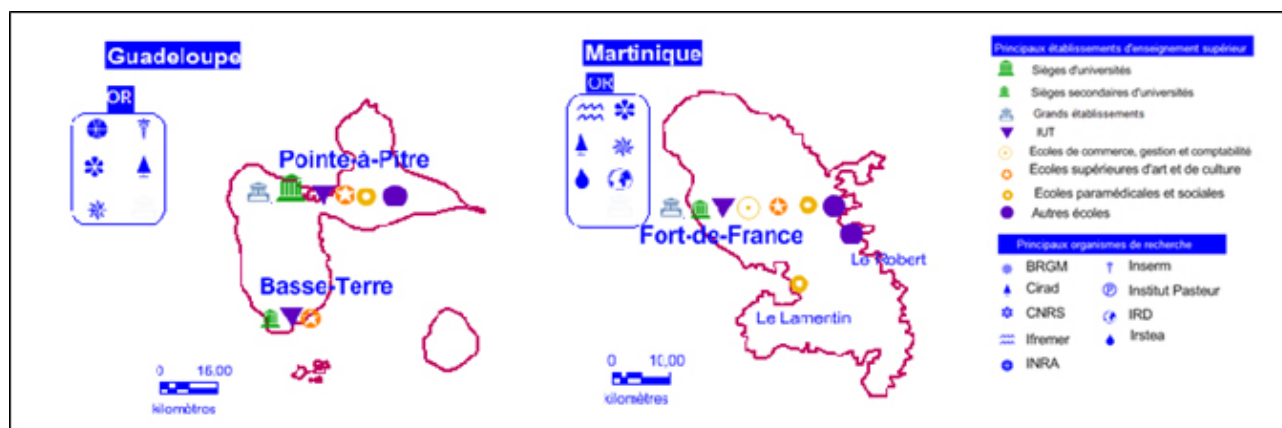 Guadeloupe
OR
Pointe-à-Pitre
Basse-Terre
0 16.00
kilomòtros
Martinique
OR
Fort-de-France
Le Robert
Le Lamentin
0 10,00
kilomètres
Principaux établissements d'enseignement supérieur
Sièges d'universités
Sièges secondaires d'universités
Grands établissements
IUT
Ecoles de commerce, gestion et comptabilité
Ecoles supérieures d'art et de culture
Ecoles paramédicales et sociales
Autres écoles
Principaux organismes de recherche
BRGM
Cirad
CNRS
Ifremer
INRA
Inserm
Institut Pasteur
IRD
Irstea